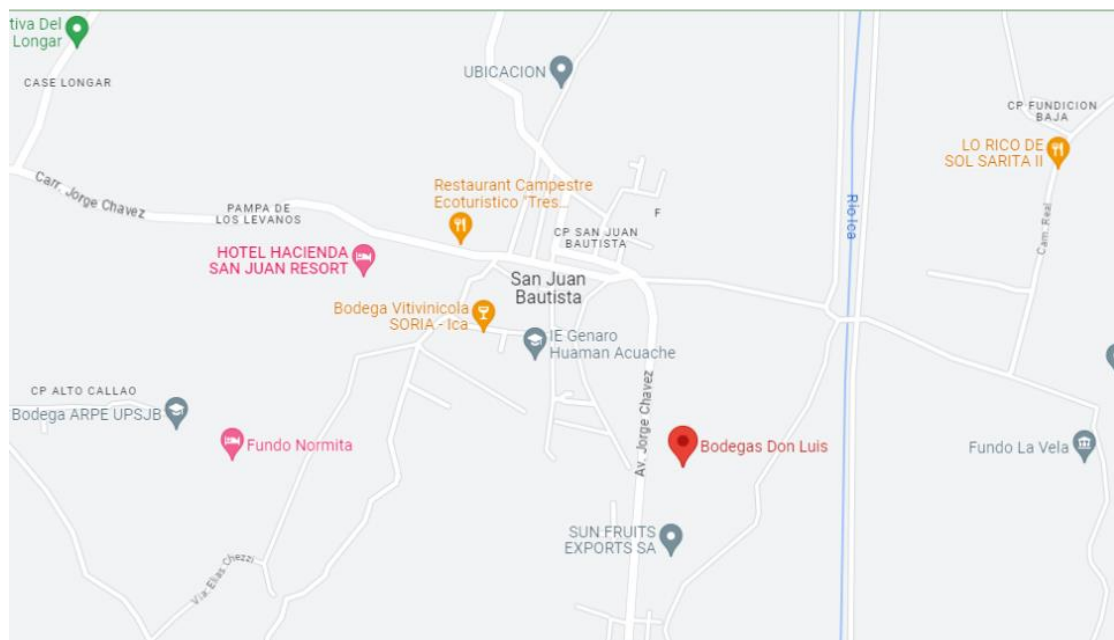 tiva Del
Longar
CASE LONGAR
UBICACION
CP FUNDICION
BAJA
LO RICO DE
SOL SARITA II
Carr. Jorge Chavez
Restaurant Campestre
Ecoturistico "Tres...
PAMPA DE
LOS LEVANOS
F
Rio Ica
Cam. Real
CP SAN JUAN
BAUTISTA
HOTEL HACIENDA
SAN JUAN RESORT
San Juan
Bautista
Bodega Vitivinicola
SORIA - Ica
IE Genaro
Huaman Acuache
CP ALTO CALLAO
Bodega ARPE UPSJB
Fundo Normita
Av. Jorge Chavez
Bodegas Don Luis
Fundo La Vela
SUN FRUITS
EXPORTS SA
Via: Elias Chezzi